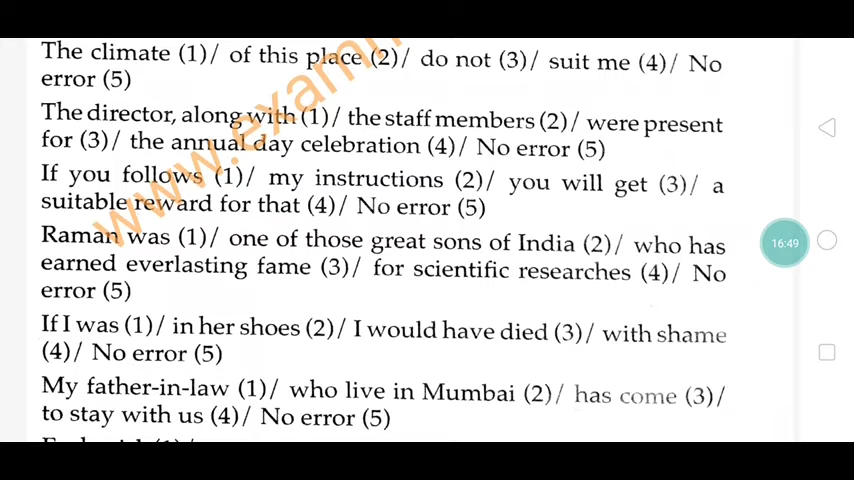 The climate (1)/ of this place (2)/ do not (3)/ suit me (4)/ No
error (5)
The director, along with (1)/ the staff members (2)/ were present
for (3)/ the annual day celebration (4)/ No error (5)
If you follows (1)/ my instructions (2)/ you will get (3)/ a
suitable reward for that (4)/ No error (5)
Raman was (1)/ one of those great sons of India (2)/ who has
earned everlasting fame (3)/ for scientific researches (4)/ No
error (5)
If I was (1)/ in her shoes (2)/ I would have died (3)/ with shame
(4)/ No error (5)
My father-in-law (1)/ who live in Mumbai (2)/ has come (3)/
to stay with us (4)/ No error (5)
www.exam
16:49